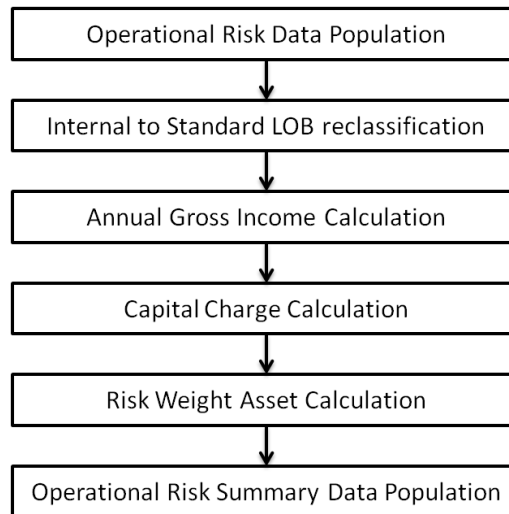 Operational Risk Data Population
Internal to Standard LOB reclassification
Annual Gross Income Calculation
Capital Charge Calculation
Risk Weight Asset Calculation
Operational Risk Summary Data Population